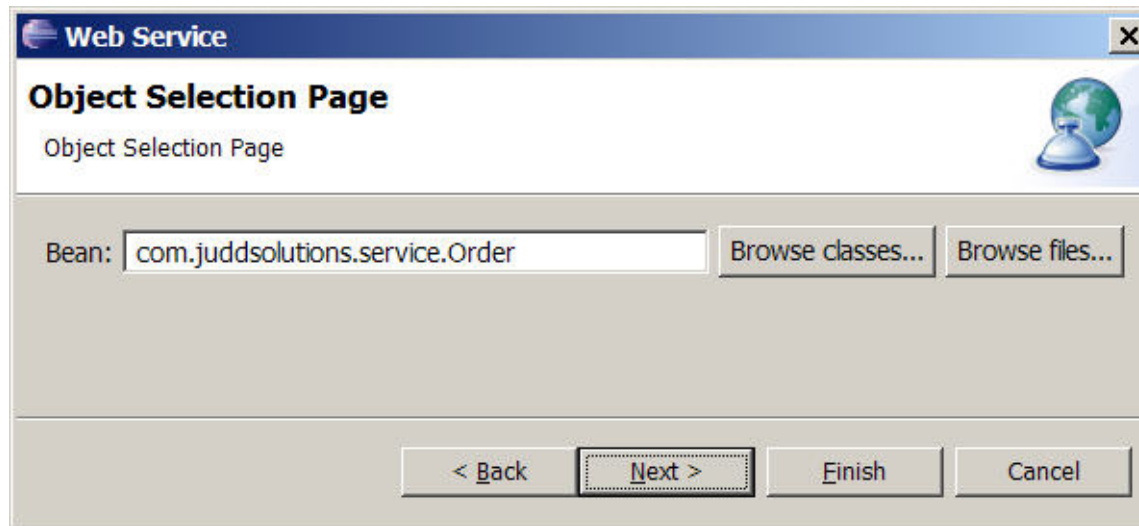 Web Service
Object Selection Page
Object Selection Page
Bean: com.juddsolutions.service.Order Browse classes... Browse files...
< Back Next > Finish Cancel